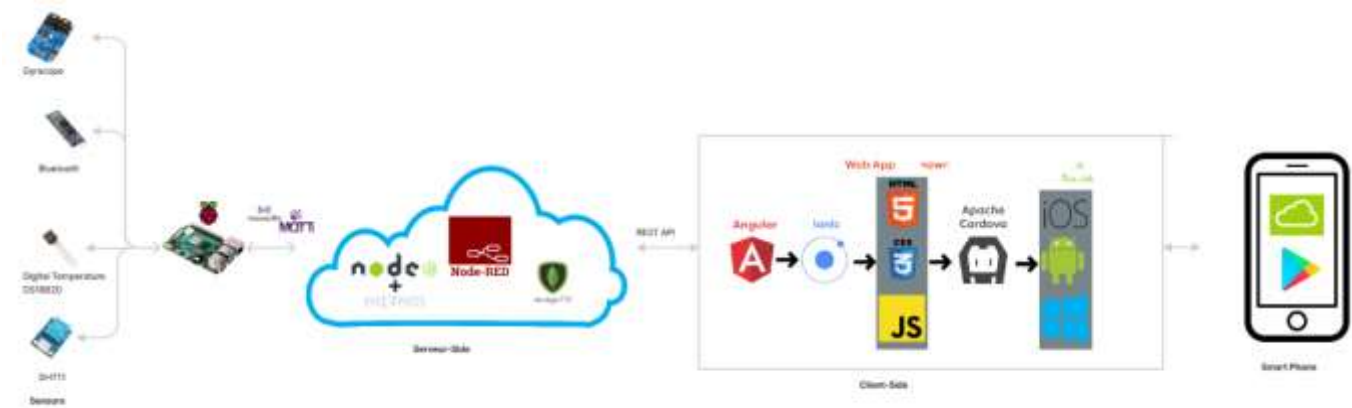 Gyroscope
Bluetooth
Digital Temperature
DS18B20
DHT11
Sensors
MQTT
node
+
Node-RED
mongoDB
Serveur-Side
REST API
Web App
Angular
Ionic
HTML
5
CSS
3
JS
Apache
Cordova
iOS
Client-Side
Smart Phone